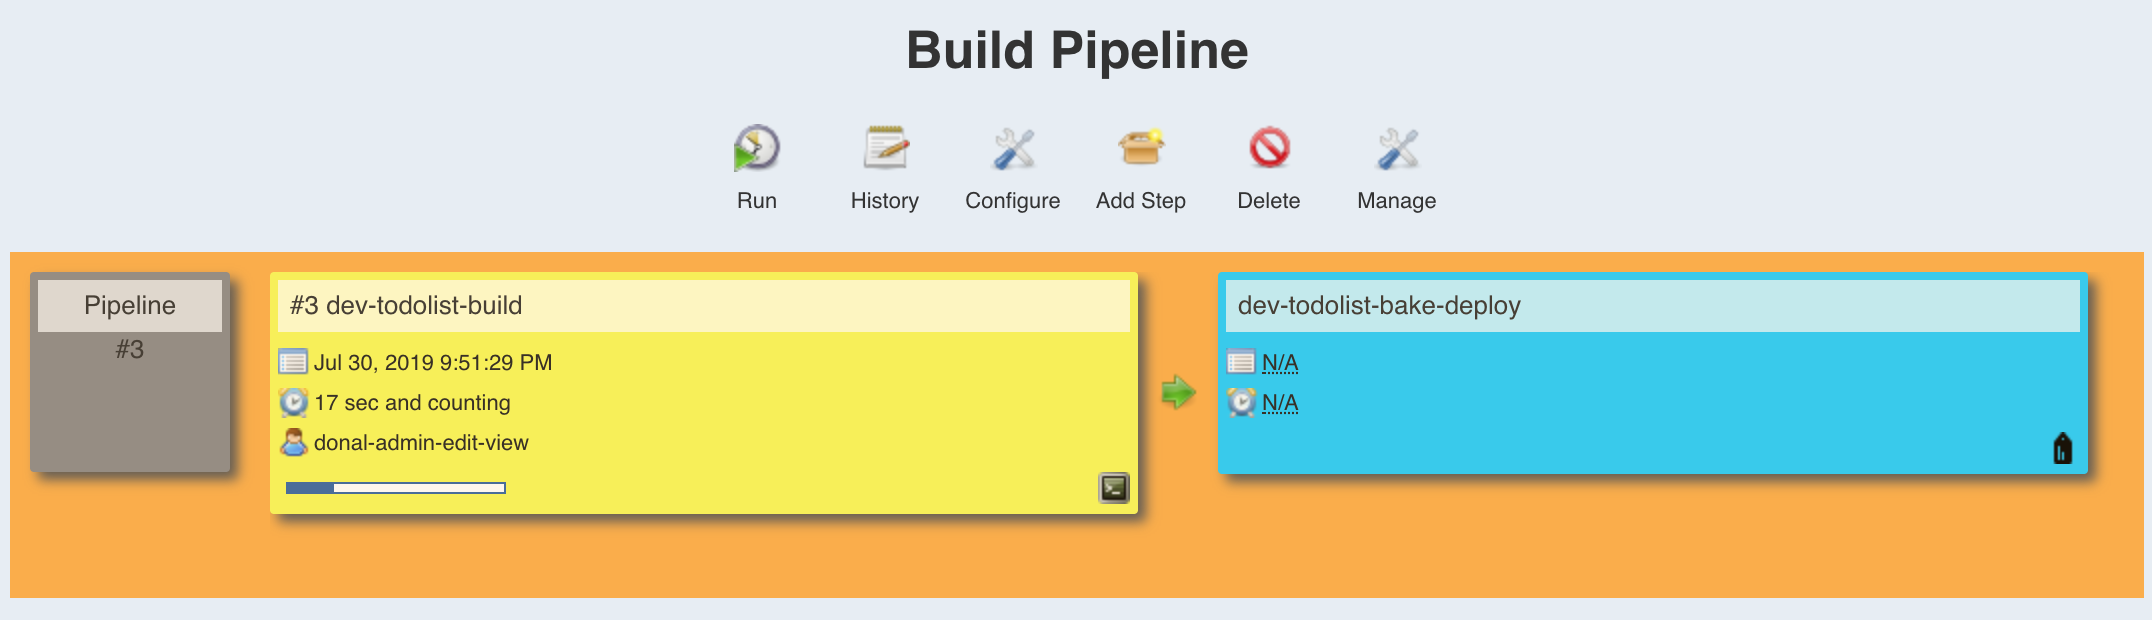 Build Pipeline
Run
History
Configure
Add Step
Delete
Manage
Pipeline
#3
#3 dev-todolist-build
Jul 30, 2019 9:51:29 PM
17 sec and counting
donal-admin-edit-view
dev-todolist-bake-deploy
N/A
N/A